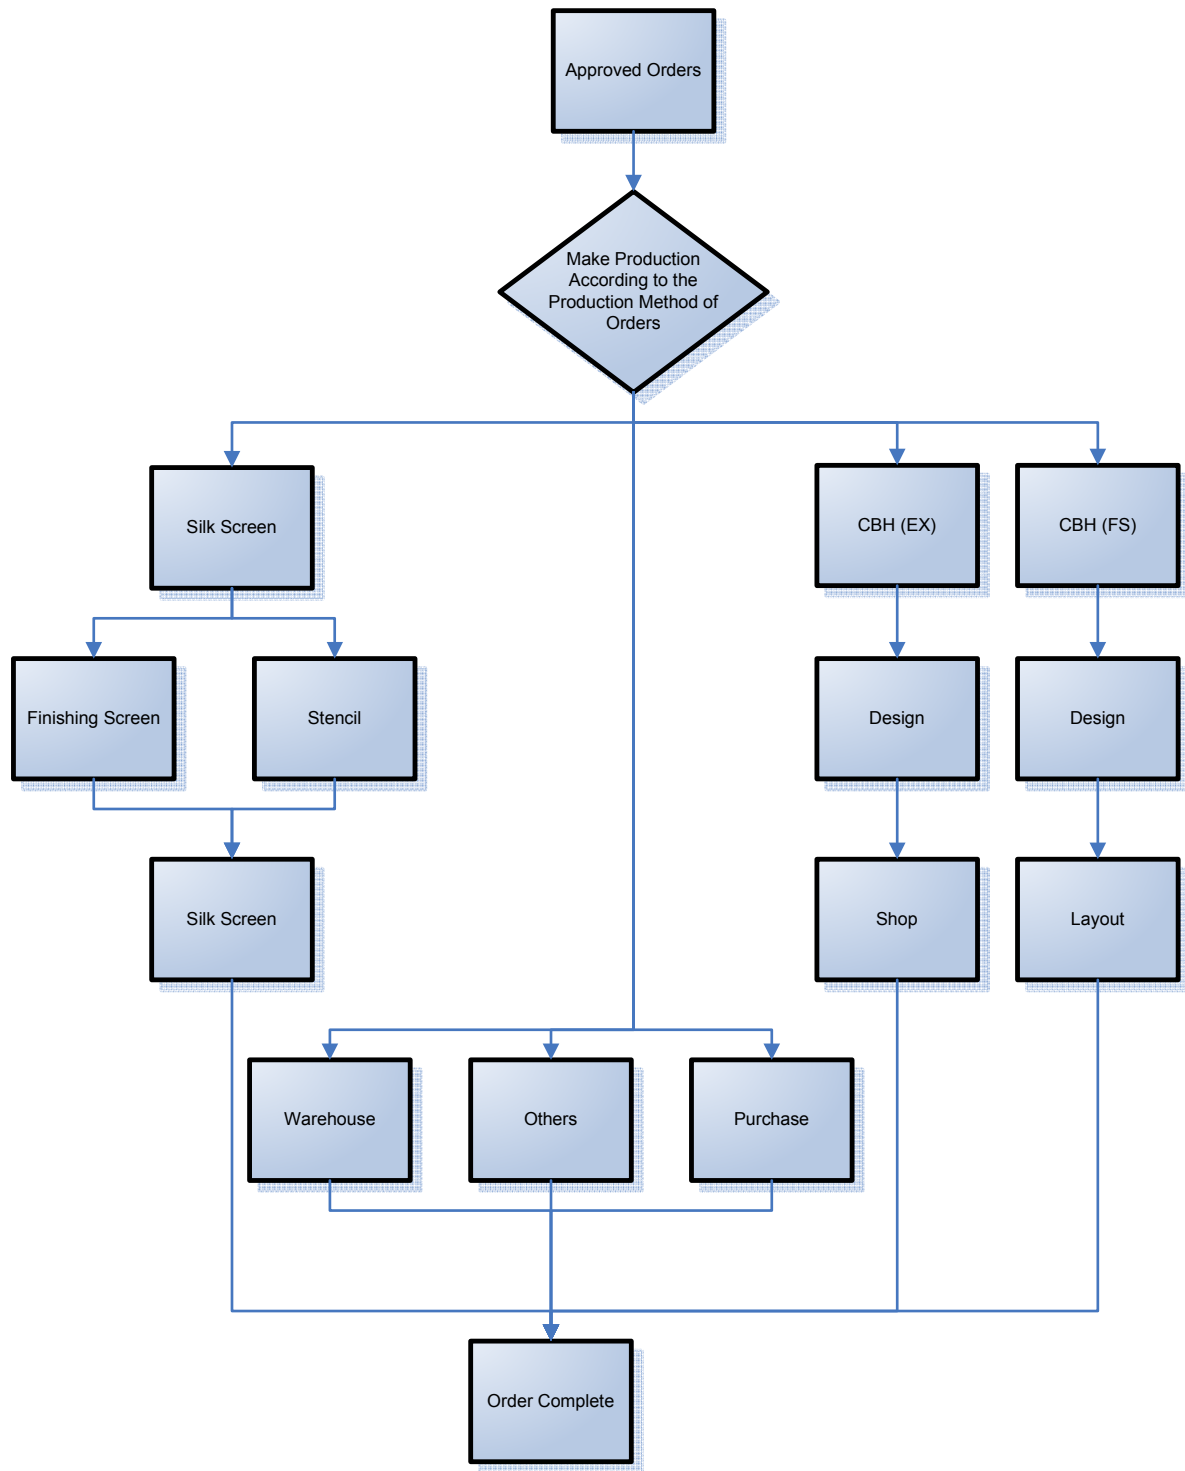 Approved Orders
Make Production
According to the
Production Method of
Orders
Silk Screen
CBH (EX)
CBH (FS)
Finishing Screen
Stencil
Design
Design
Silk Screen
Shop
Layout
Warehouse
Others
Purchase
Order Complete